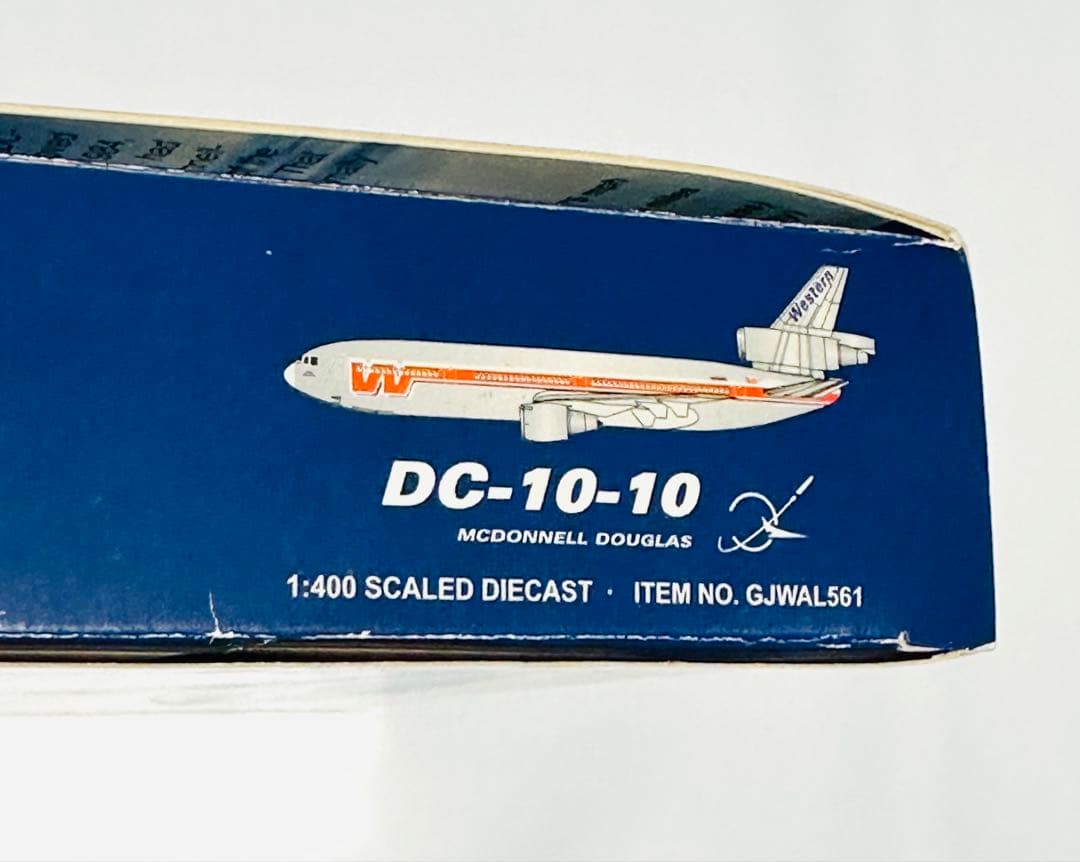 Western
W
DC-10-10
MCDONNELL DOUGLAS
1:400 SCALED DIECAST · ITEM NO. GJWAL561